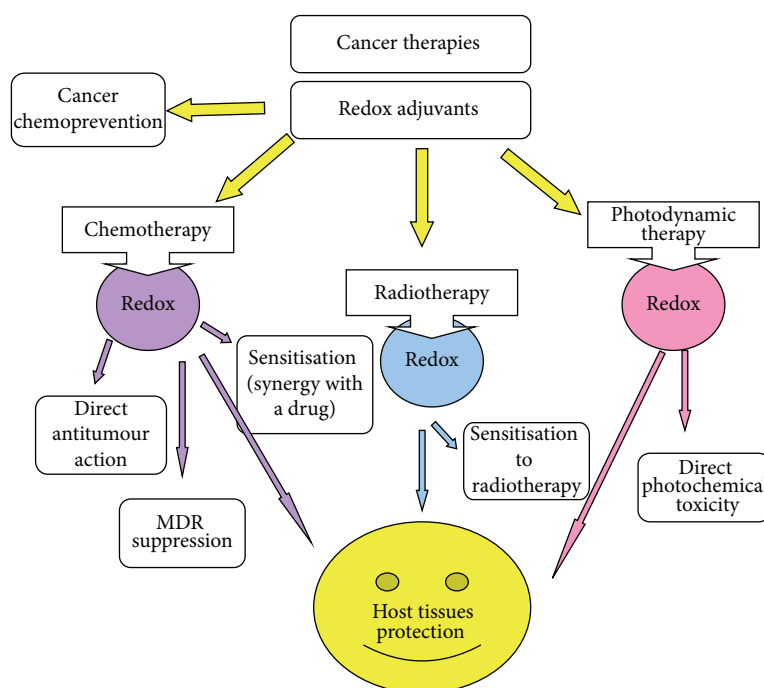 Cancer therapies
Cancer
chemoprevention
Redox adjuvants
Chemotherapy
Redox
Radiotherapy
Redox
Photodynamic
therapy
Redox
Direct
antitumour
action
MDR
suppression
Sensitisation
(synergy with
a drug)
Sensitisation
to
radiotherapy
Direct
photochemical
toxicity
Host tissues
protection